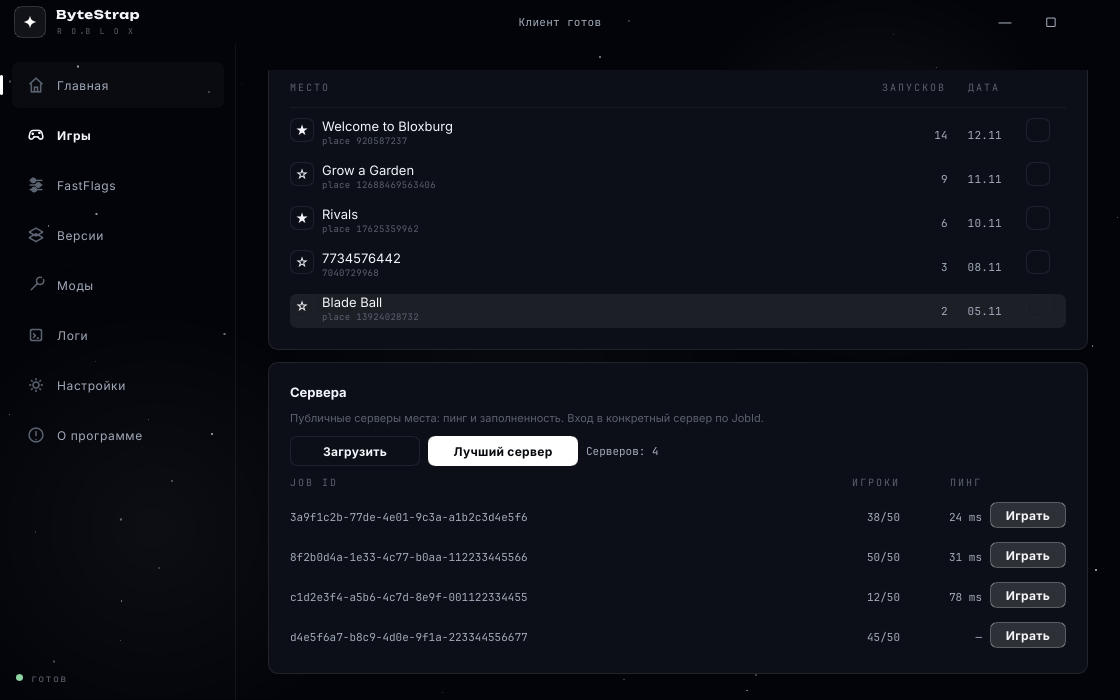 ByteStrap
ROBLOX
Клиент готов
Главная
Игры
FastFlags
Версии
Моды
Логи
Настройки
О программе
готов
МЕСТО ЗАПУСКОВ ДАТА
Welcome to Bloxburg
place 920587237
14 12.11
Grow a Garden
place 12688469563406
9 11.11
Rivals
place 17625359962
6 10.11
7734576442
7040729968
3 08.11
Blade Ball
place 13924028732
2 05.11
Сервера
Публичные серверы места: пинг и заполненность. Вход в конкретный сервер по JobId.
Загрузить Лучший сервер Серверов: 4
JOB ID ИГРОКИ ПИНГ
3a9f1c2b-77de-4e01-9c3a-a1b2c3d4e5f6 38/50 24 ms Играть
8f2b0d4a-1e33-4c77-b0aa-112233445566 50/50 31 ms Играть
c1d2e3f4-a5b6-4c7d-8e9f-001122334455 12/50 78 ms Играть
d4e5f6a7-b8c9-4d0e-9f1a-223344556677 45/50 — Играть